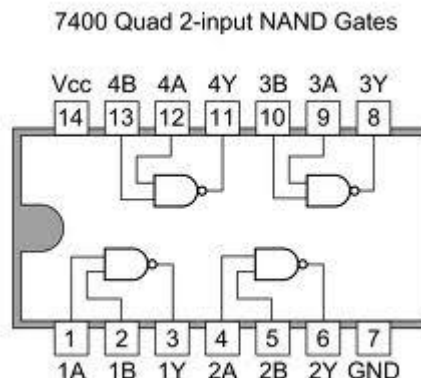 7400 Quad 2-input NAND Gates
Vcc 4B 4A 4Y 3B 3A 3Y
14 13 12 11 10 9 8
1 2 3 4 5 6 7
1A 1B 1Y 2A 2B 2Y GND